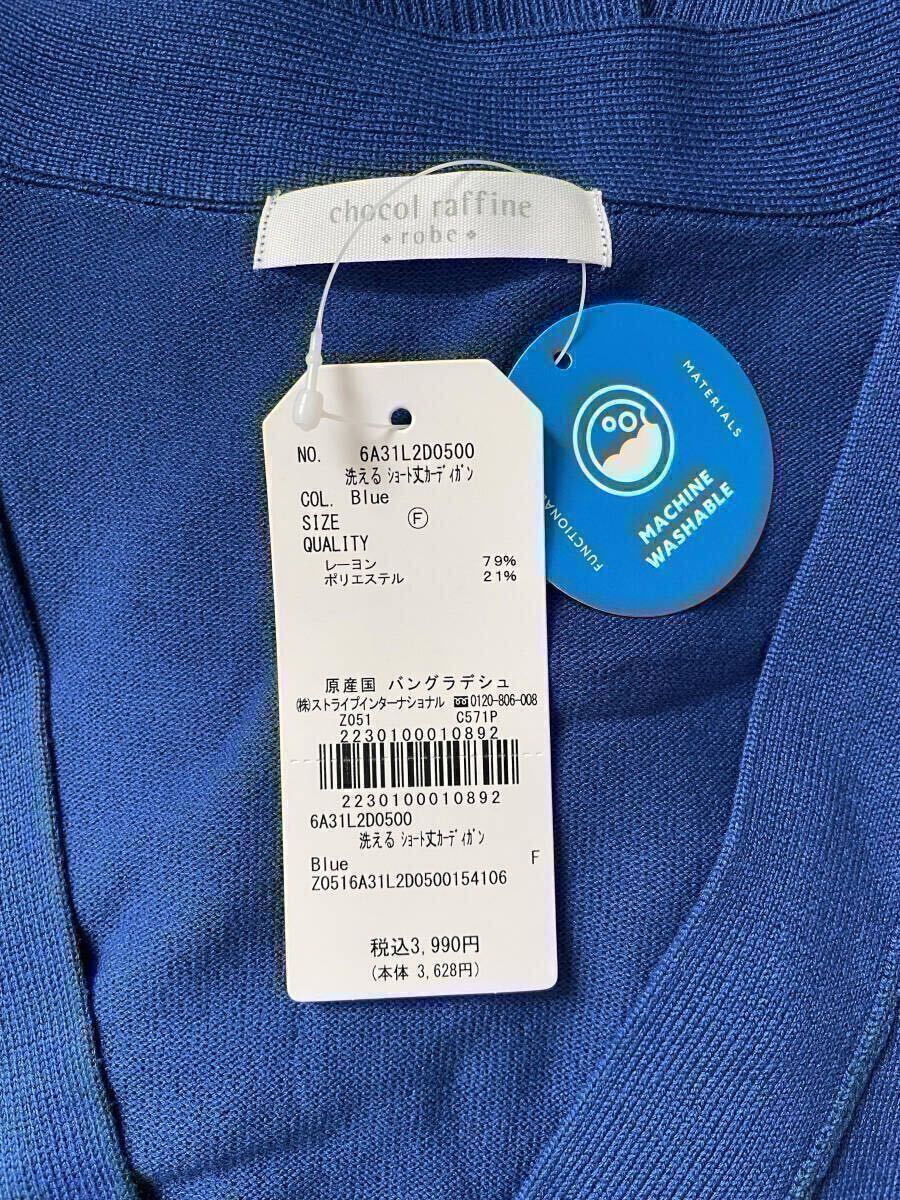 chocol raffine
robe
NO. 6A31L2D0500
洗える ｼｮｰﾄ丈ｶｰﾃﾞｨｶﾞﾝ
COL. Blue
SIZE Ⓕ
QUALITY
レーヨン 79%
ポリエステル 21%
原産国 バングラデシュ
㈱ストライプインターナショナル 0120-806-008
Z051 C571P
2230100010892
2230100010892
6A31L2D0500
洗える ｼｮｰﾄ丈ｶｰﾃﾞｨｶﾞﾝ
Blue F
Z0516A31L2D0500154106
税込3,990円
(本体 3,628円)
MATERIALS
MACHINE
WASHABLE